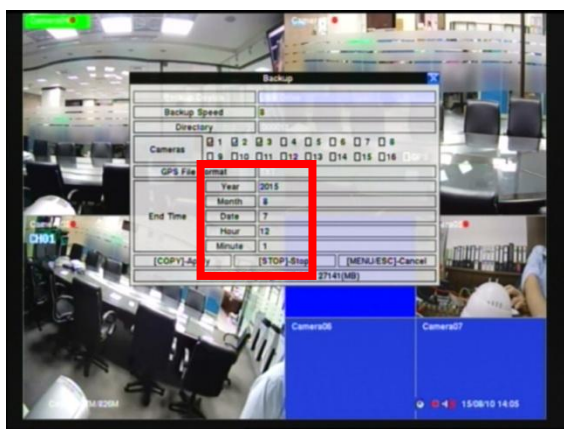 Backup
Backup Speed 8
Directory
Cameras 1 2 3 4 5 6 7 8
9 10 11 12 13 14 15 16
GPS File Format
End Time
Year 2015
Month 8
Date 7
Hour 12
Minute 1
[COPY]-Apply [STOP]-Stop [MENU/ESC]-Cancel
27141(MB)
CH01
Camera06 Camera07
15/08/10 14:05